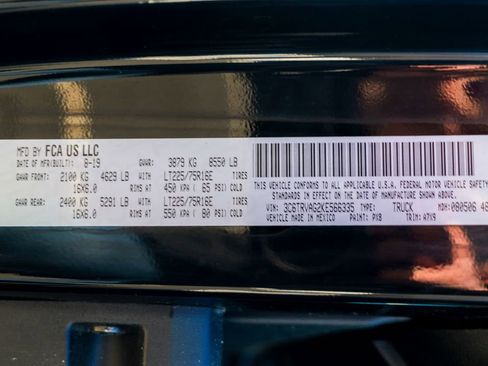 MFD BY FCA US LLC
DATE OF MFR(BUILT): 8-19 GVWR: 3879 KG 8550 LB
GAWR FRONT: 2100 KG 4629 LB WITH LT225/75R16E TIRES
16X6.0 RIMS AT 450 KPA( 65 PSI) COLD
GAWR REAR: 2400 KG 5291 LB WITH LT225/75R16E TIRES
16X6.0 RIMS AT 550 KPA( 80 PSI) COLD
THIS VEHICLE CONFORMS TO ALL APPLICABLE U.S.A. FEDERAL MOTOR VEHICLE
STANDARDS IN EFFECT ON THE DATE OF MANUFACTURE SHOWN ABOVE.
VIN: 3C6TRVAG2KE566335 TYPE: TRUCK MDH: 080506
VEHICLE MADE IN MEXICO PAINT: PX8 TRIM: A7X9